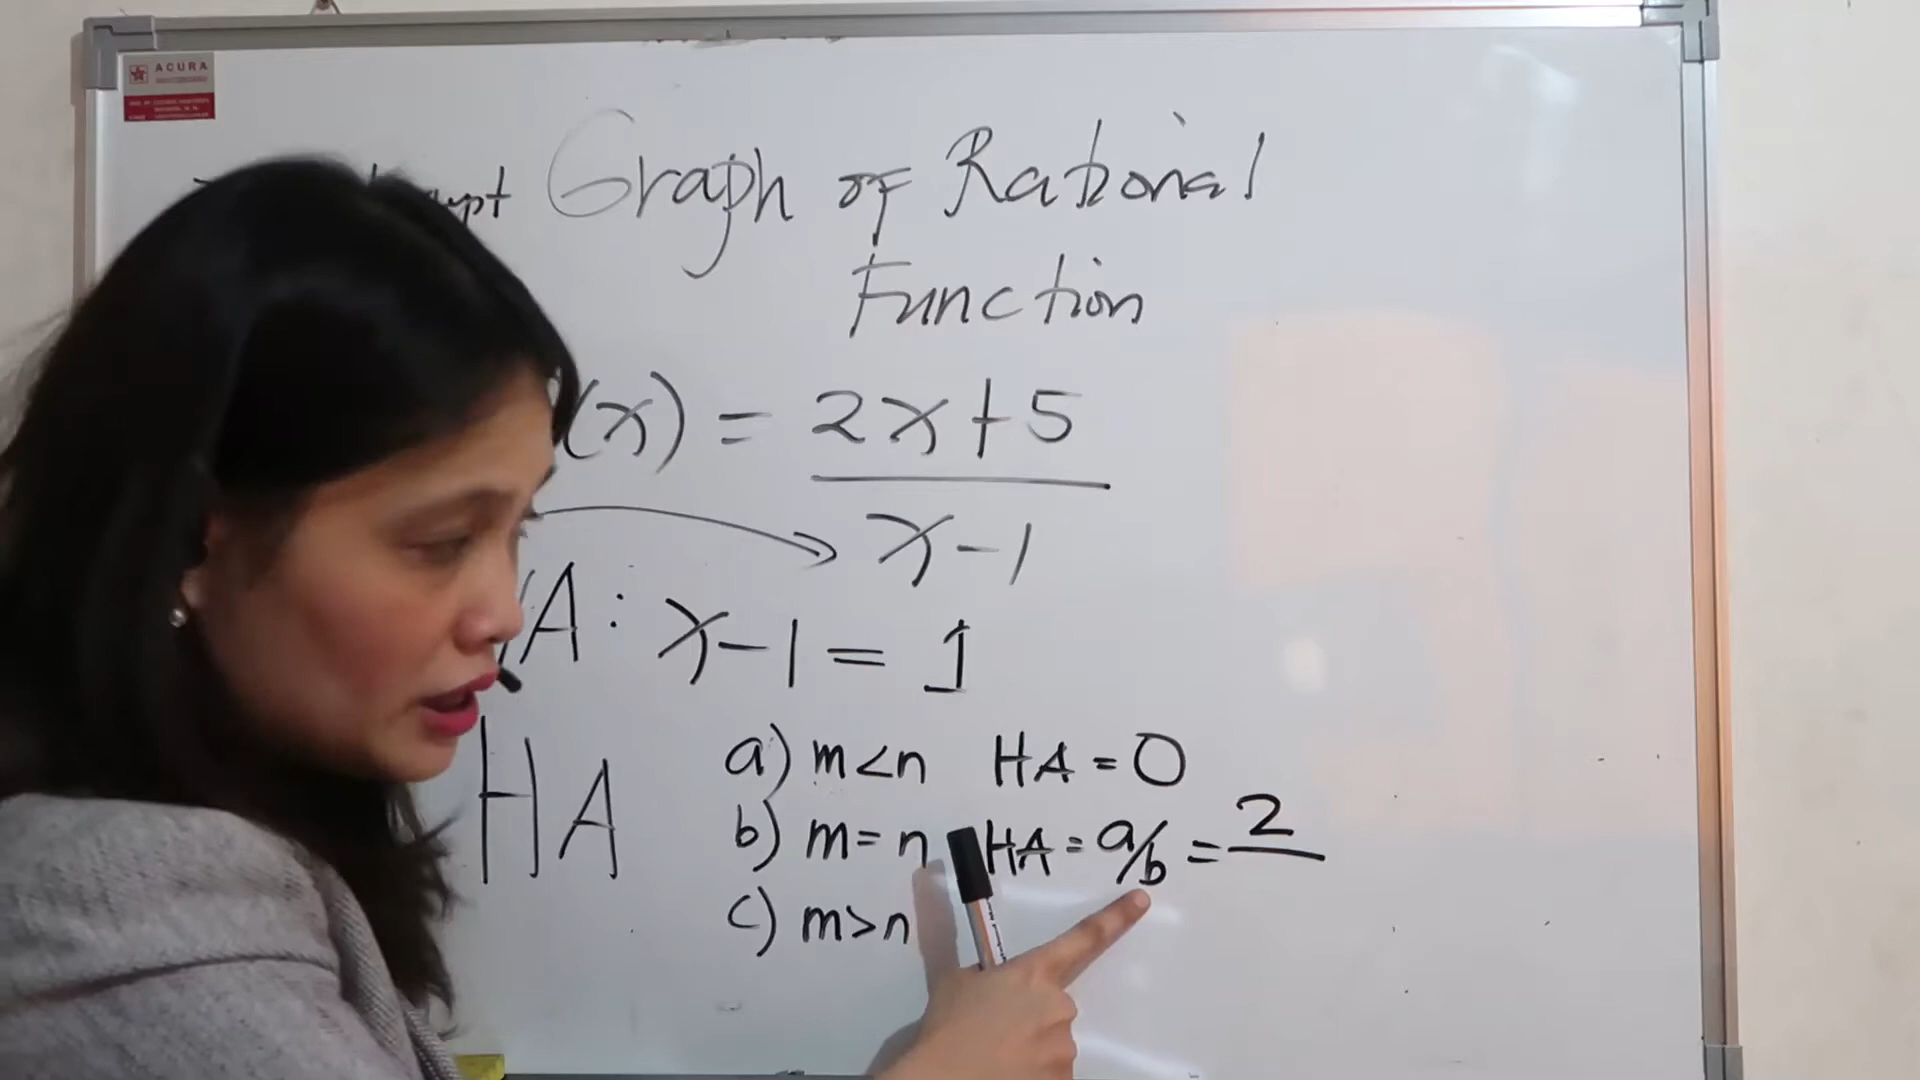 ACURA
Graph of Rational
Function
(x) = 2x+5
x-1
A: x-1 = 1
HA
a) m<n HA = 0
b) m=n HA = a/b = 2
c) m>n